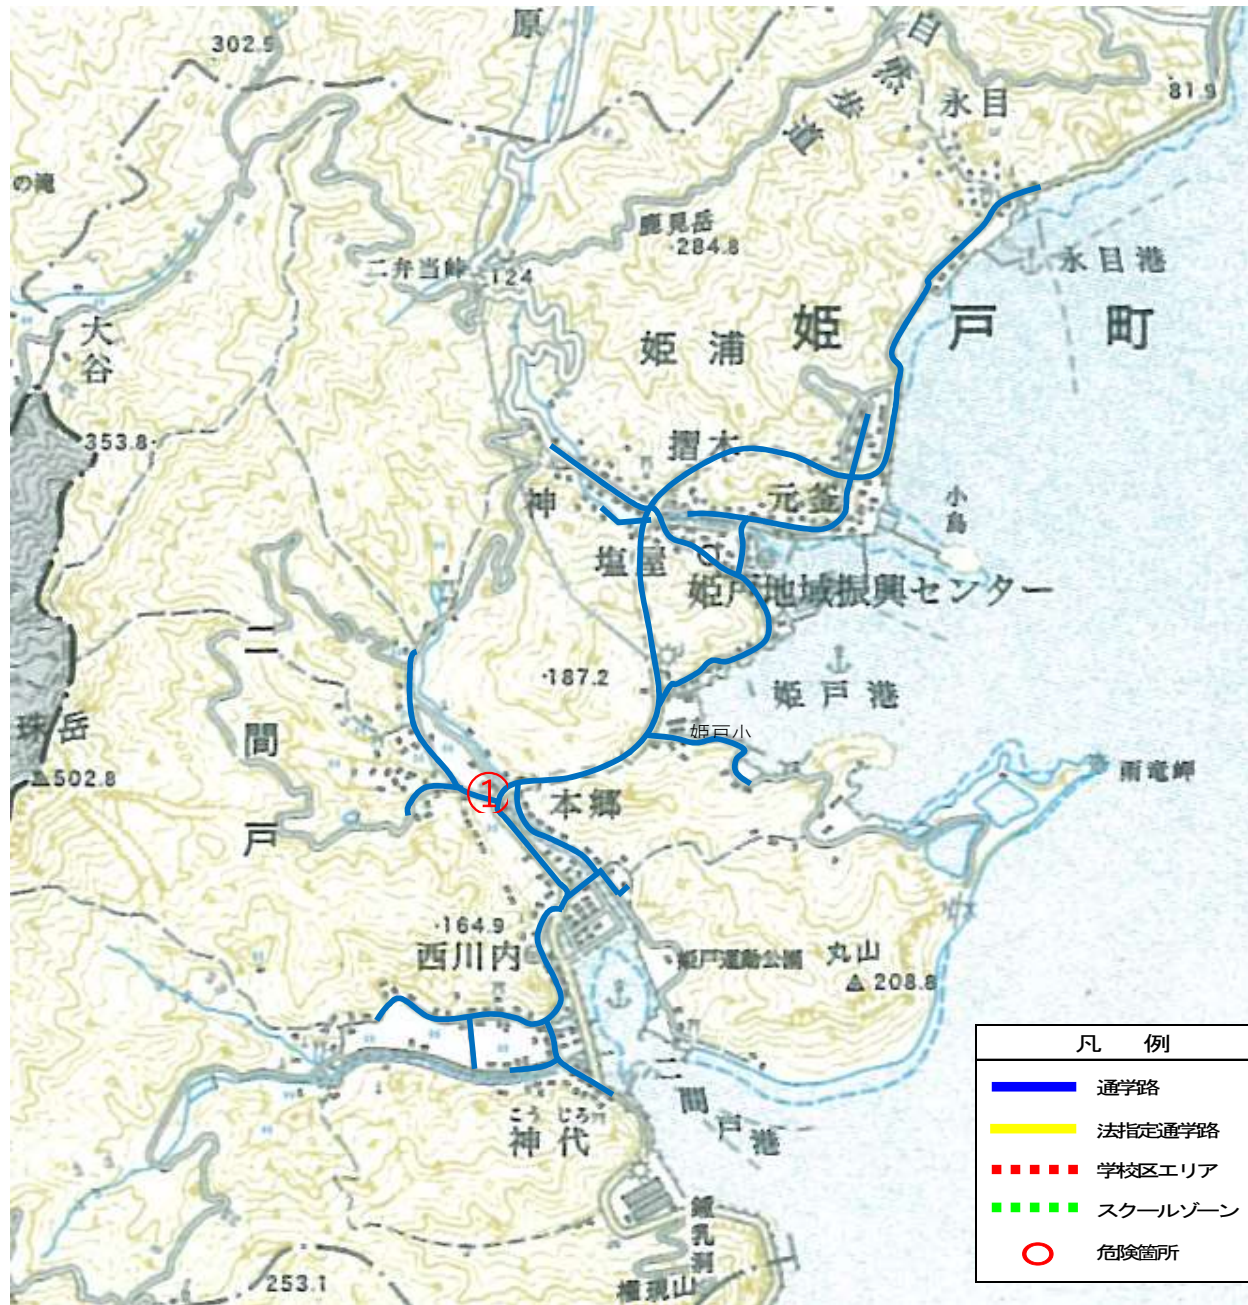 302.5
原
自然歩道
永目
81.9
の滝
鹿見岳
284.8
永目港
二弁当峠
124
姫戸町
大谷
姫浦
353.8
摺木
神
元釜
小島
塩屋
姫戸地域振興センター
二間戸
187.2
姫戸港
珠岳
姫戸小
502.8
雨竜岬
①
本郷
164.9
西川内
姫戸運動公園
丸山
208.8
二間戸港
こうじろ
神代
鍾乳洞
権現山
253.1
凡 例
通学路
法指定通学路
学校区エリア
スクールゾーン
危険箇所